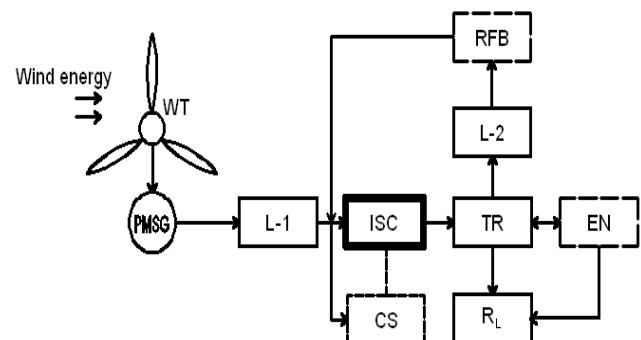 RFB
Wind energy
WT
L-2
PMSG
L-1
ISC
TR
EN
CS
RL